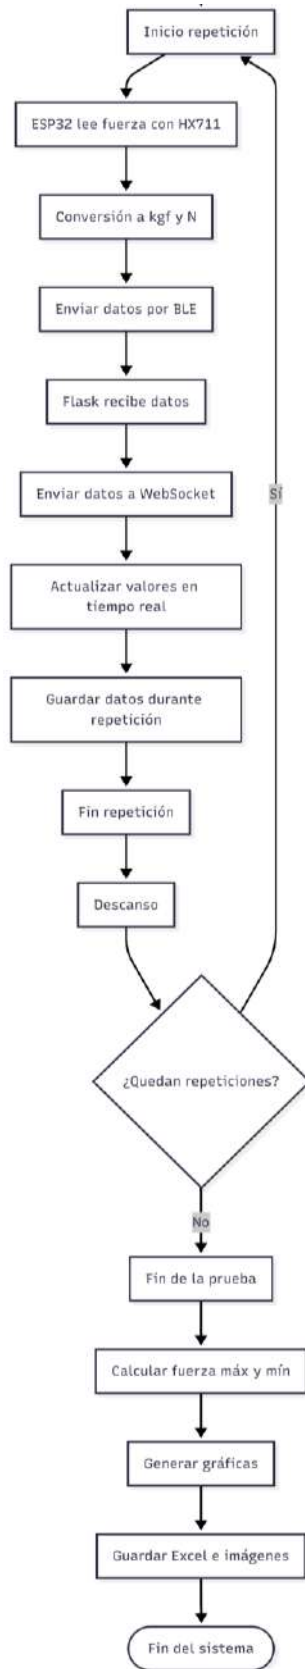 Inicio repetición
ESP32 lee fuerza con HX711
Conversión a kgf y N
Enviar datos por BLE
Flask recibe datos
Enviar datos a WebSocket
Sí
Actualizar valores en
tiempo real
Guardar datos durante
repetición
Fin repetición
Descanso
¿Quedan repeticiones?
No
Fin de la prueba
Calcular fuerza máx y mín
Generar gráficas
Guardar Excel e imágenes
Fin del sistema